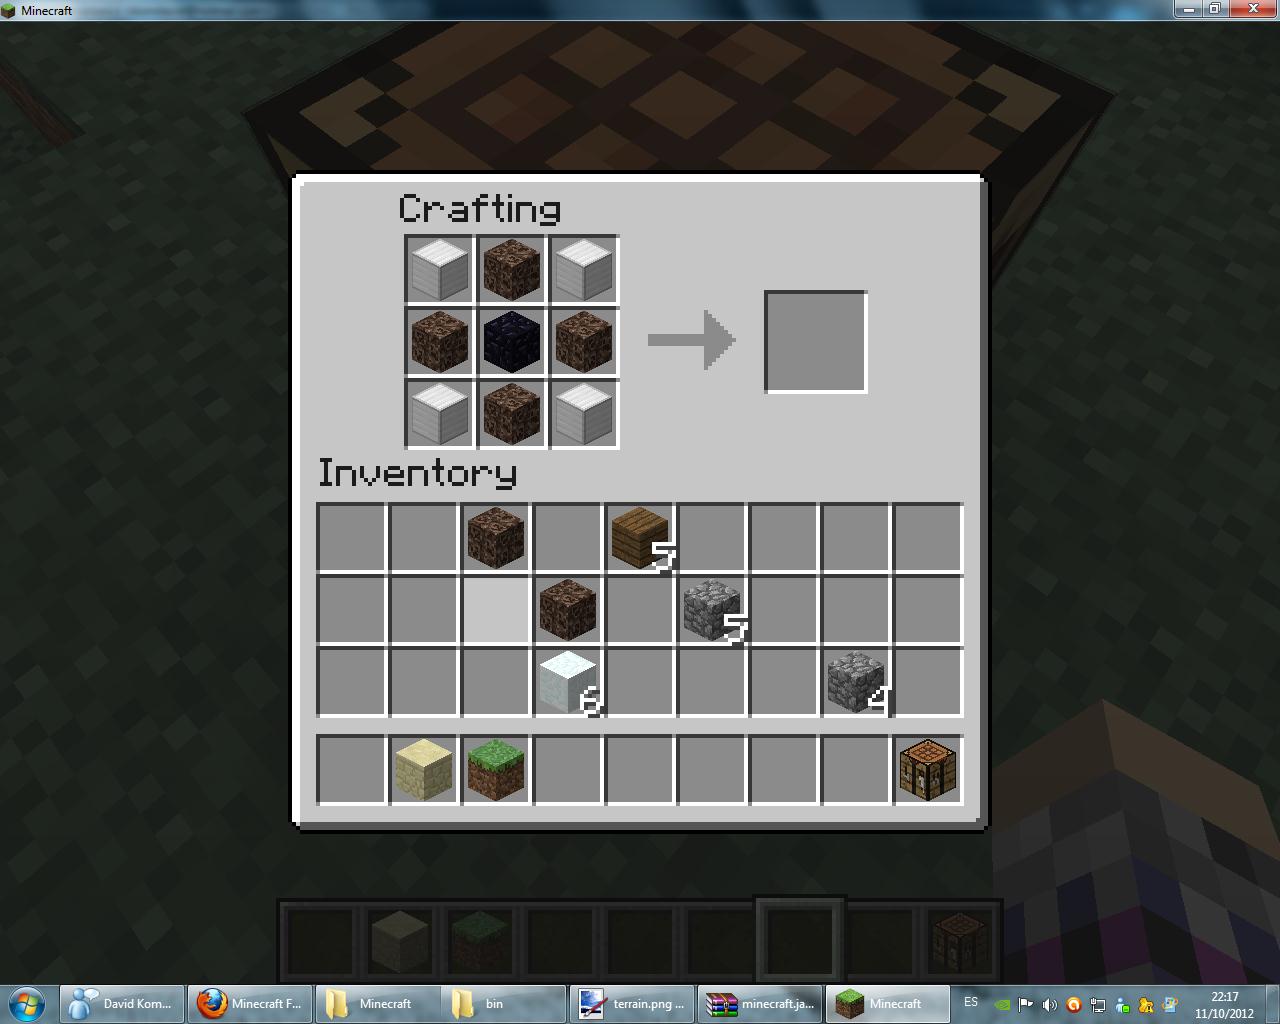 Minecraft
Crafting
Inventory
5
5
6
4
David Kom...
Minecraft F...
Minecraft
bin
terrain.png ...
minecraft.ja...
Minecraft
ES
22:17
11/10/2012